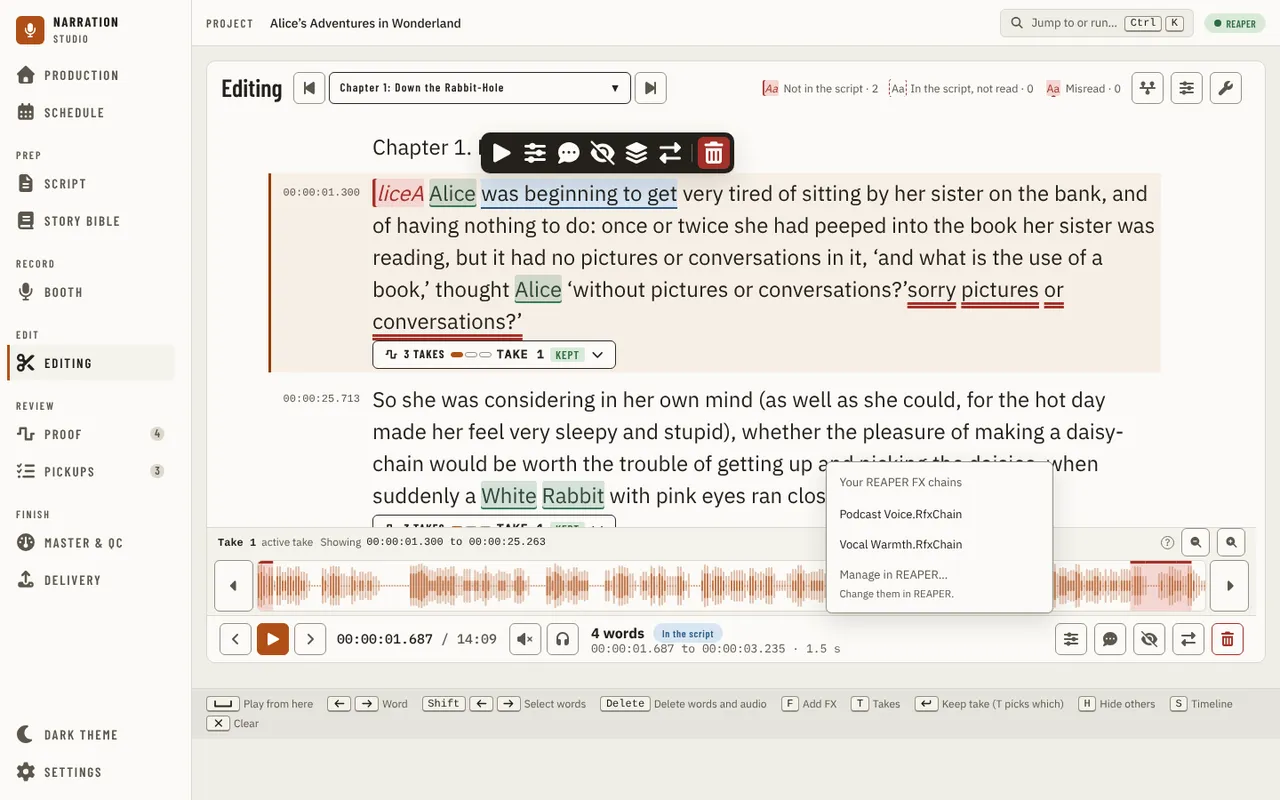 NARRATION
STUDIO
PRODUCTION
SCHEDULE
PREP
SCRIPT
STORY BIBLE
RECORD
BOOTH
EDIT
EDITING
REVIEW
PROOF 4
PICKUPS 3
FINISH
MASTER & QC
DELIVERY
DARK THEME
SETTINGS
PROJECT Alice’s Adventures in Wonderland
Jump to or run... Ctrl K
REAPER
Editing
Chapter 1: Down the Rabbit-Hole
Aa Not in the script · 2 Aa In the script, not read · 0 Aa Misread · 0
Chapter 1.
00:00:01.300 liceA Alice was beginning to get very tired of sitting by her sister on the bank, and
of having nothing to do: once or twice she had peeped into the book her sister was
reading, but it had no pictures or conversations in it, ‘and what is the use of a
book,’ thought Alice ‘without pictures or conversations?’sorry pictures or
conversations?’
3 TAKES TAKE 1 KEPT
00:00:25.713 So she was considering in her own mind (as well as she could, for the hot day
made her feel very sleepy and stupid), whether the pleasure of making a daisy-
chain would be worth the trouble of getting up and picking the daisies, when
suddenly a White Rabbit with pink eyes ran clos
3 TAKES TAKE 1 KEPT
Your REAPER FX chains
Podcast Voice.RfxChain
Vocal Warmth.RfxChain
Manage in REAPER...
Change them in REAPER.
Take 1 active take Showing 00:00:01.300 to 00:00:25.263
00:00:01.687 / 14:09
4 words In the script
00:00:01.687 to 00:00:03.235 · 1.5 s
Play from here Word Shift Select words Delete Delete words and audio F Add FX T Takes Keep take (T picks which) H Hide others S Timeline
Clear